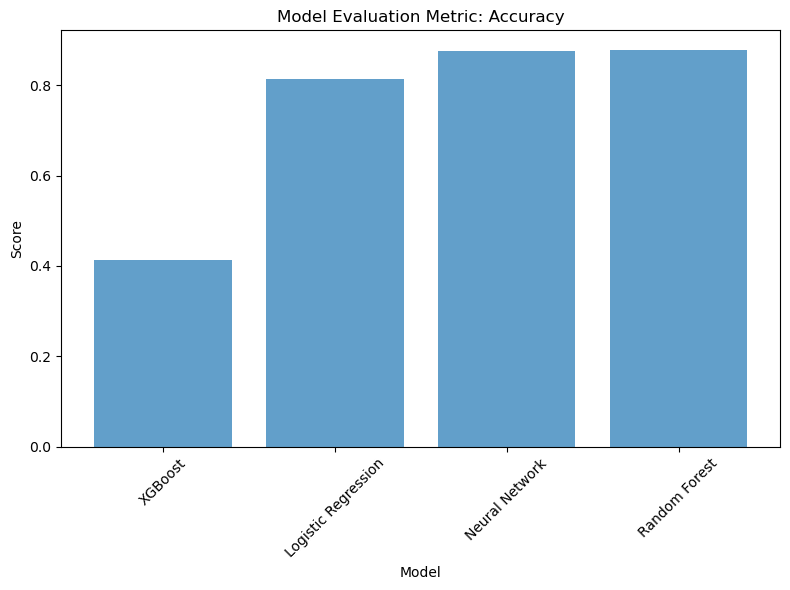 Model Evaluation Metric: Accuracy
Score
0.8
0.6
0.4
0.2
0.0
XGBoost
Logistic Regression
Neural Network
Random Forest
Model